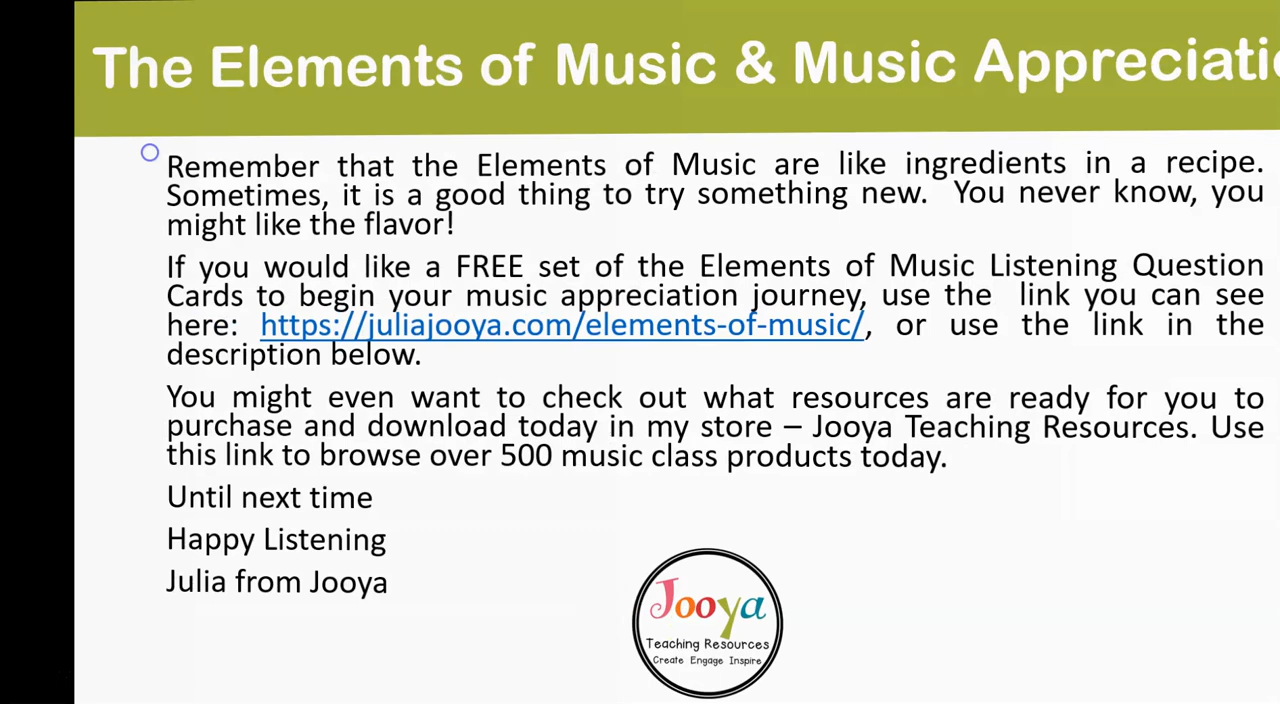 The Elements of Music & Music Appreciati
Remember that the Elements of Music are like ingredients in a recipe.
Sometimes, it is a good thing to try something new. You never know, you
might like the flavor!
If you would like a FREE set of the Elements of Music Listening Question
Cards to begin your music appreciation journey, use the link you can see
here: https://juliajooya.com/elements-of-music/, or use the link in the
description below.
You might even want to check out what resources are ready for you to
purchase and download today in my store – Jooya Teaching Resources. Use
this link to browse over 500 music class products today.
Until next time
Happy Listening
Julia from Jooya
Jooya
Teaching Resources
Create Engage Inspire